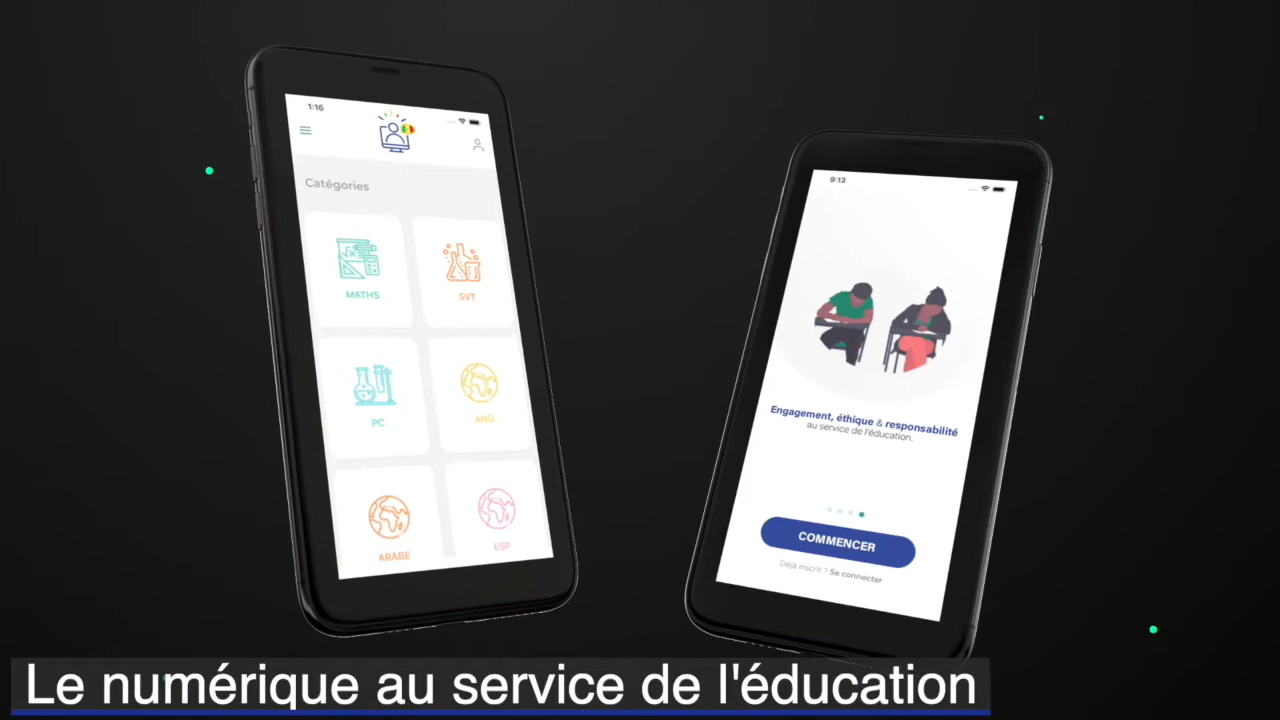 1:16
Catégories
MATHS
SVT
PC
ANG
ARABE
ESP
9:13
Engagement, éthique & responsabilité
au service de l'éducation.
COMMENCER
Dejà inscrit ? Se connecter
Le numérique au service de l'éducation